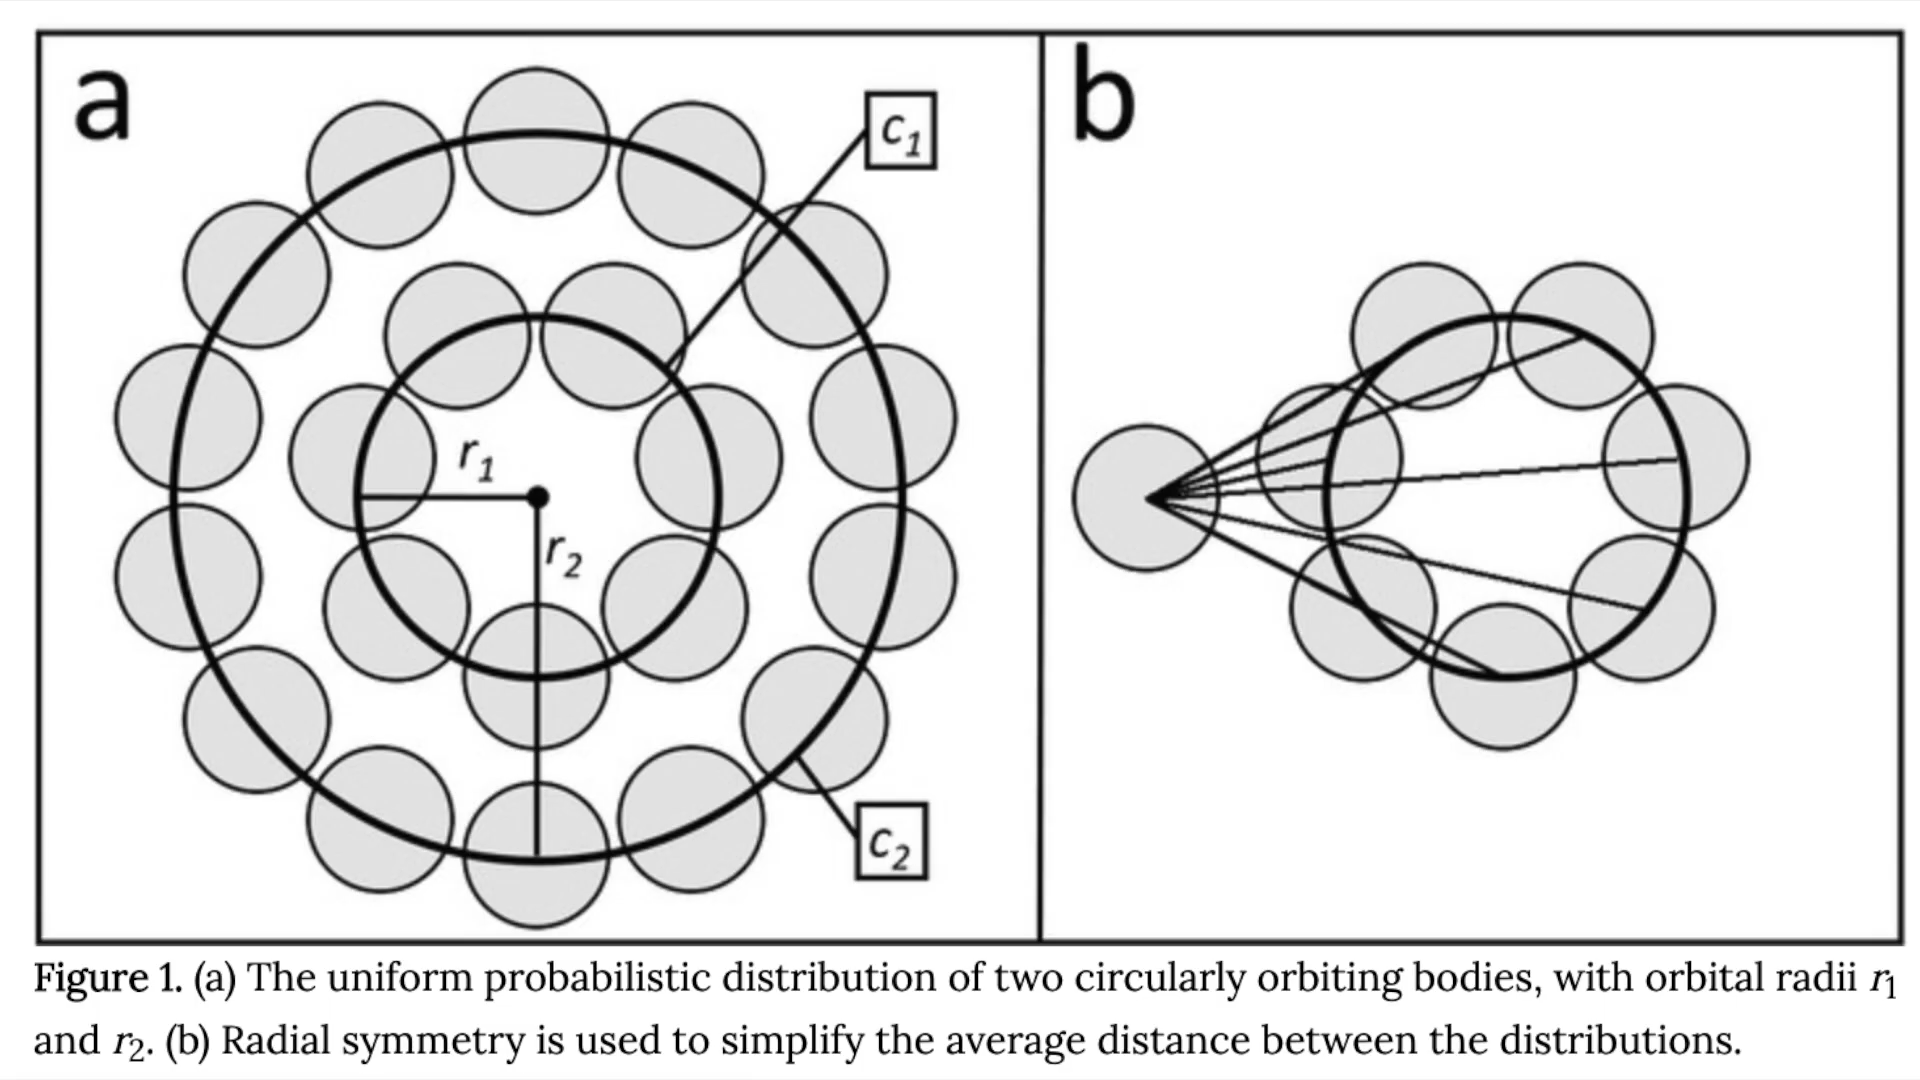 a
b
c1
r1
r2
c2
Figure 1. (a) The uniform probabilistic distribution of two circularly orbiting bodies, with orbital radii r1
and r2. (b) Radial symmetry is used to simplify the average distance between the distributions.